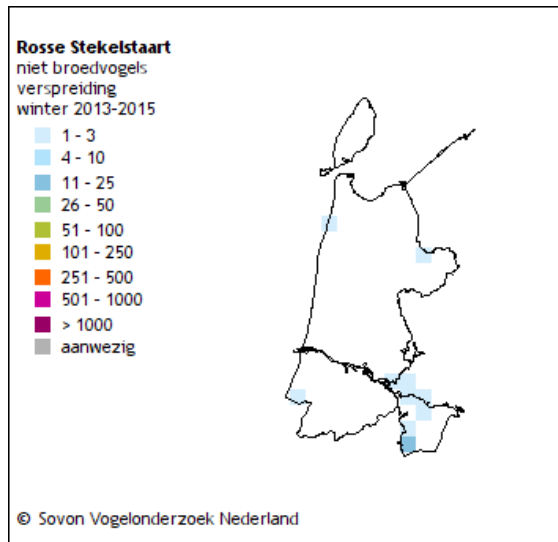 Rosse Stekelstaart
niet broedvogels
verspreiding
winter 2013-2015
1 - 3
4 - 10
11 - 25
26 - 50
51 - 100
101 - 250
251 - 500
501 - 1000
> 1000
aanwezig
© Sovon Vogelonderzoek Nederland